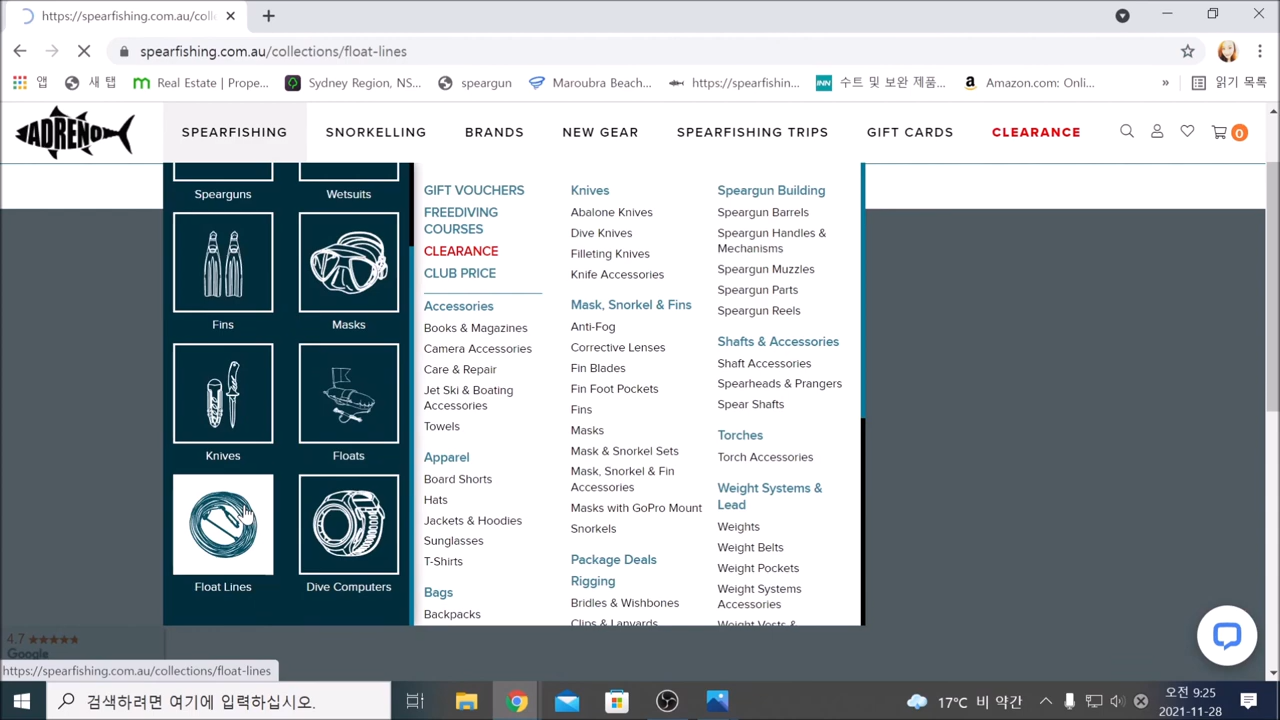 https://spearfishing.com.au/coll
spearfishing.com.au/collections/float-lines
앱
새 탭
Real Estate | Prope...
Sydney Region, NS...
speargun
Maroubra Beach...
https://spearfishin...
수트 및 보완 제품...
Amazon.com: Onli...
»
읽기 목록
ADRENO
SPEARFISHING
SNORKELLING
BRANDS
NEW GEAR
SPEARFISHING TRIPS
GIFT CARDS
CLEARANCE
0
Spearguns
Wetsuits
Fins
Masks
Knives
Floats
Float Lines
Dive Computers
GIFT VOUCHERS
FREEDIVING
COURSES
CLEARANCE
CLUB PRICE
Accessories
Books & Magazines
Camera Accessories
Care & Repair
Jet Ski & Boating
Accessories
Towels
Apparel
Board Shorts
Hats
Jackets & Hoodies
Sunglasses
T-Shirts
Bags
Backpacks
Knives
Abalone Knives
Dive Knives
Filleting Knives
Knife Accessories
Mask, Snorkel & Fins
Anti-Fog
Corrective Lenses
Fin Blades
Fin Foot Pockets
Fins
Masks
Mask & Snorkel Sets
Mask, Snorkel & Fin
Accessories
Masks with GoPro Mount
Snorkels
Package Deals
Rigging
Bridles & Wishbones
Clips & Lanyards
Speargun Building
Speargun Barrels
Speargun Handles &
Mechanisms
Speargun Muzzles
Speargun Parts
Speargun Reels
Shafts & Accessories
Shaft Accessories
Spearheads & Prangers
Spear Shafts
Torches
Torch Accessories
Weight Systems &
Lead
Weights
Weight Belts
Weight Pockets
Weight Systems
Accessories
Weight Vests &
4.7 ★★★★★
Google
https://spearfishing.com.au/collections/float-lines
검색하려면 여기에 입력하십시오.
17°C 비 약간
오전 9:25
2021-11-28